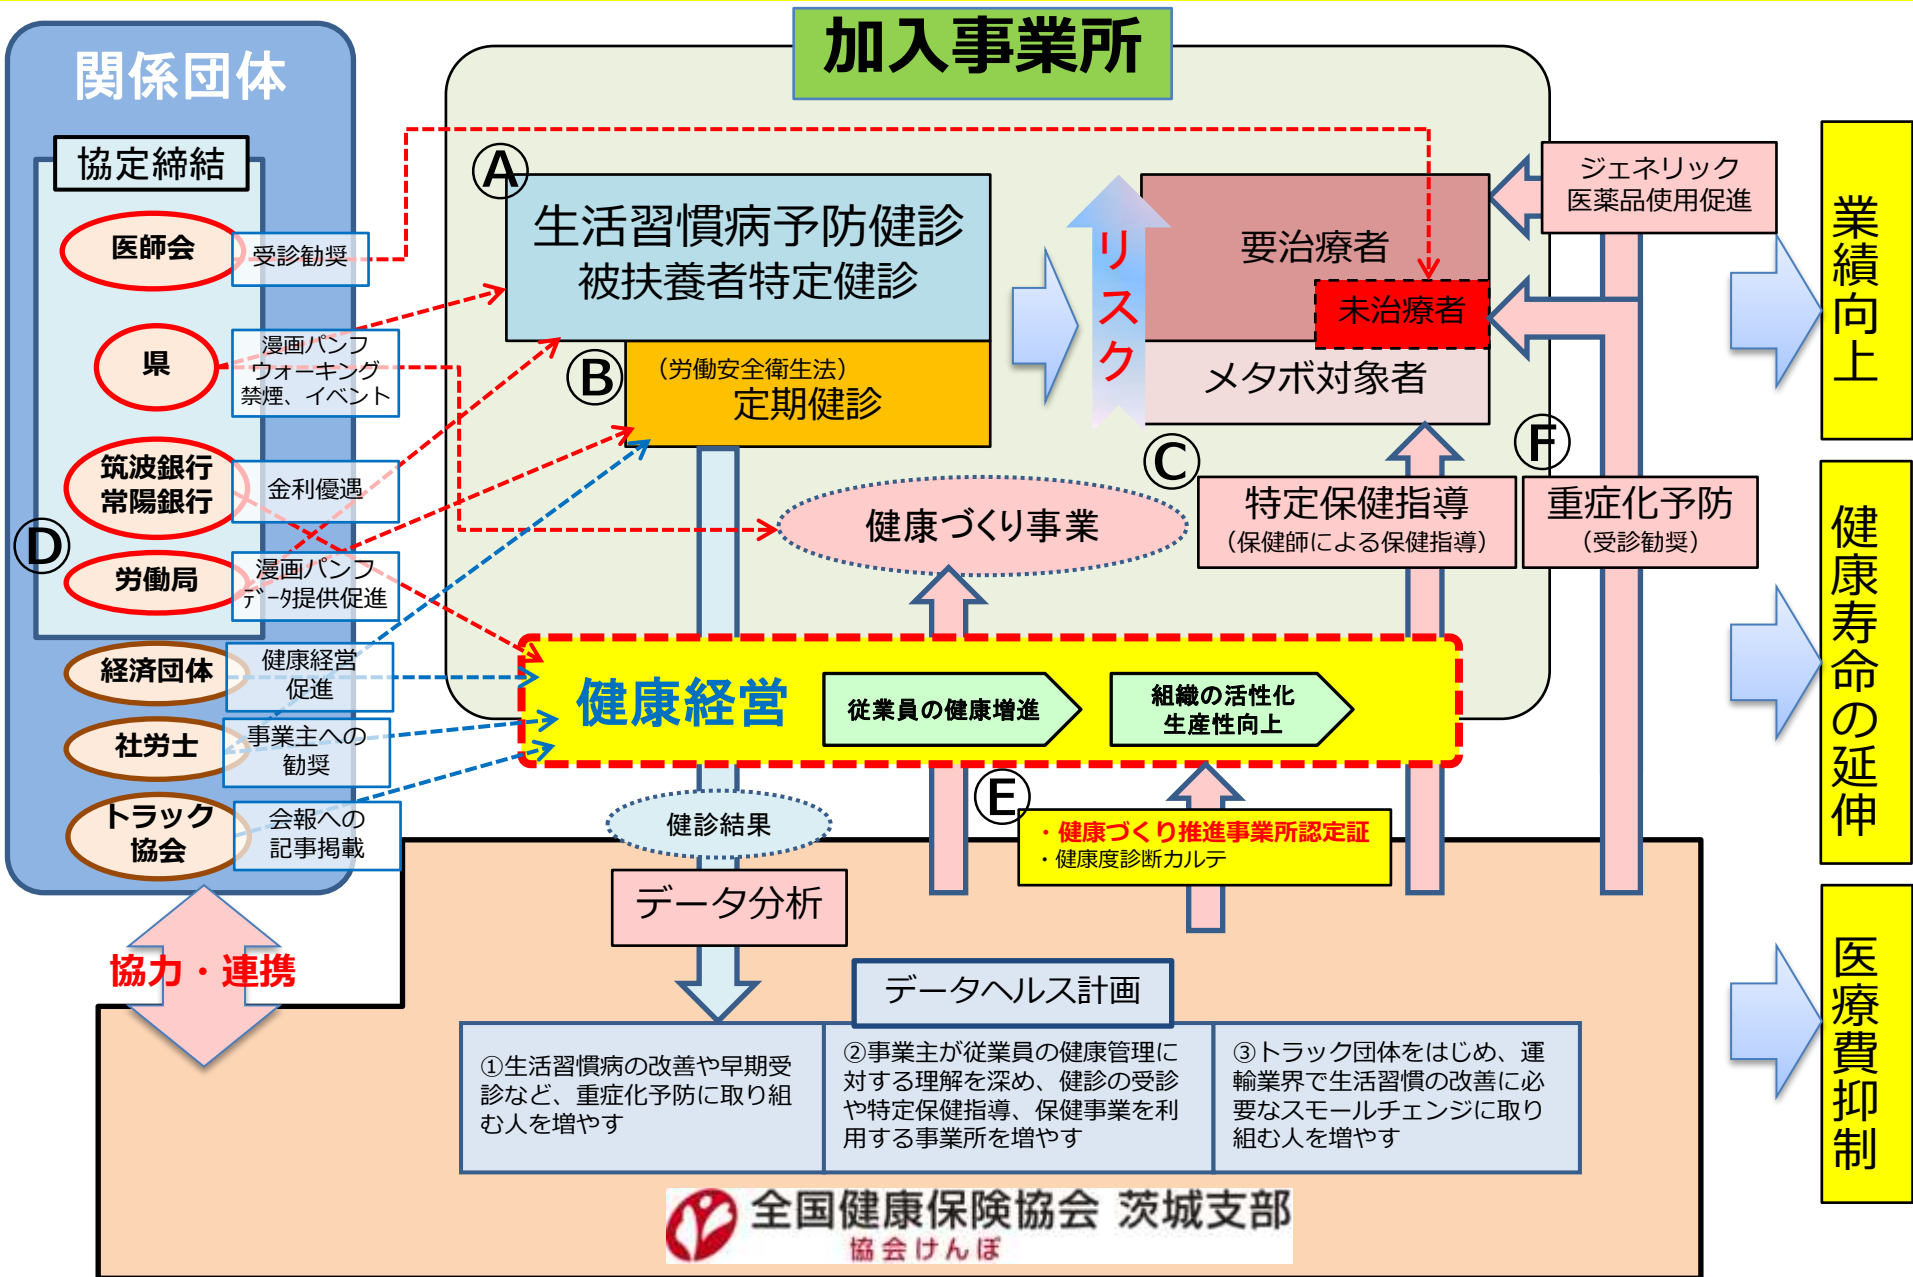 加入事業所
関係団体
協定締結
医師会
受診勧奨
県
漫画パンフ
ウォーキング
禁煙、イベント
筑波銀行
常陽銀行
金利優遇
Ⓓ
労働局
漫画パンフ
データ提供促進
経済団体
健康経営
促進
社労士
事業主への
勧奨
トラック
協会
会報への
記事掲載
協力・連携
Ⓐ
生活習慣病予防健診
被扶養者特定健診
Ⓑ
(労働安全衛生法)
定期健診
リスク
要治療者
未治療者
メタボ対象者
ジェネリック
医薬品使用促進
Ⓒ
特定保健指導
(保健師による保健指導)
Ⓕ
重症化予防
(受診勧奨)
健康づくり事業
健康経営
従業員の健康増進
組織の活性化
生産性向上
Ⓔ
・健康づくり推進事業所認定証
・健康度診断カルテ
健診結果
データ分析
データヘルス計画
①生活習慣病の改善や早期受
診など、重症化予防に取り組
む人を増やす
②事業主が従業員の健康管理に
対する理解を深め、健診の受診
や特定保健指導、保健事業を利
用する事業所を増やす
③トラック団体をはじめ、運
輸業界で生活習慣の改善に必
要なスモールチェンジに取り
組む人を増やす
全国健康保険協会 茨城支部
協会けんぽ
業績向上
健康寿命の延伸
医療費抑制